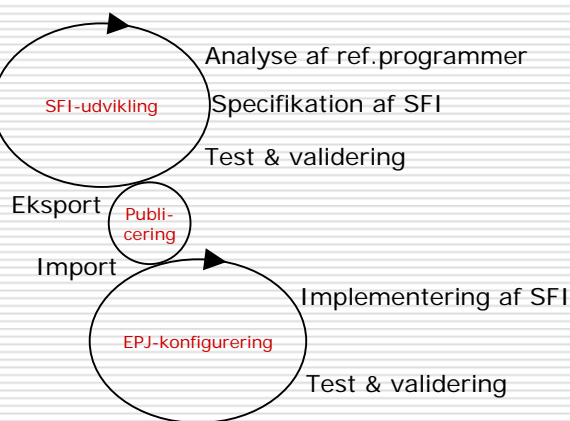 Analyse af ref.programmer
SFI-udvikling
Specifikation af SFI
Test & validering
Eksport
Publi-
cering
Import
Implementering af SFI
EPJ-konfigurering
Test & validering